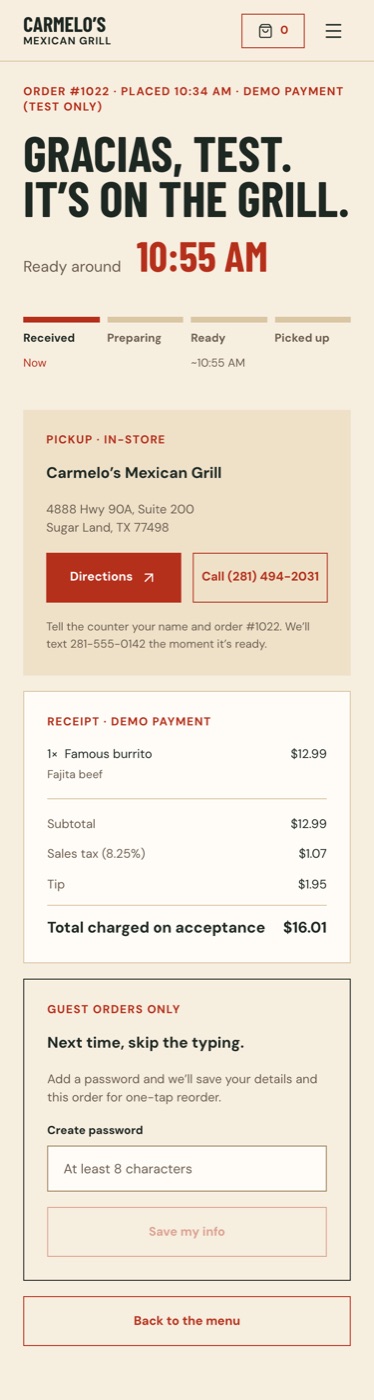 CARMELO'S
MEXICAN GRILL
0
ORDER #1022 · PLACED 10:34 AM · DEMO PAYMENT
(TEST ONLY)
GRACIAS, TEST.
IT'S ON THE GRILL.
Ready around 10:55 AM
Received Preparing Ready Picked up
Now ~10:55 AM
PICKUP · IN-STORE
Carmelo's Mexican Grill
4888 Hwy 90A, Suite 200
Sugar Land, TX 77498
Directions Call (281) 494-2031
Tell the counter your name and order #1022. We'll
text 281-555-0142 the moment it's ready.
RECEIPT · DEMO PAYMENT
1× Famous burrito $12.99
Fajita beef
Subtotal $12.99
Sales tax (8.25%) $1.07
Tip $1.95
Total charged on acceptance $16.01
GUEST ORDERS ONLY
Next time, skip the typing.
Add a password and we'll save your details and
this order for one-tap reorder.
Create password
At least 8 characters
Save my info
Back to the menu